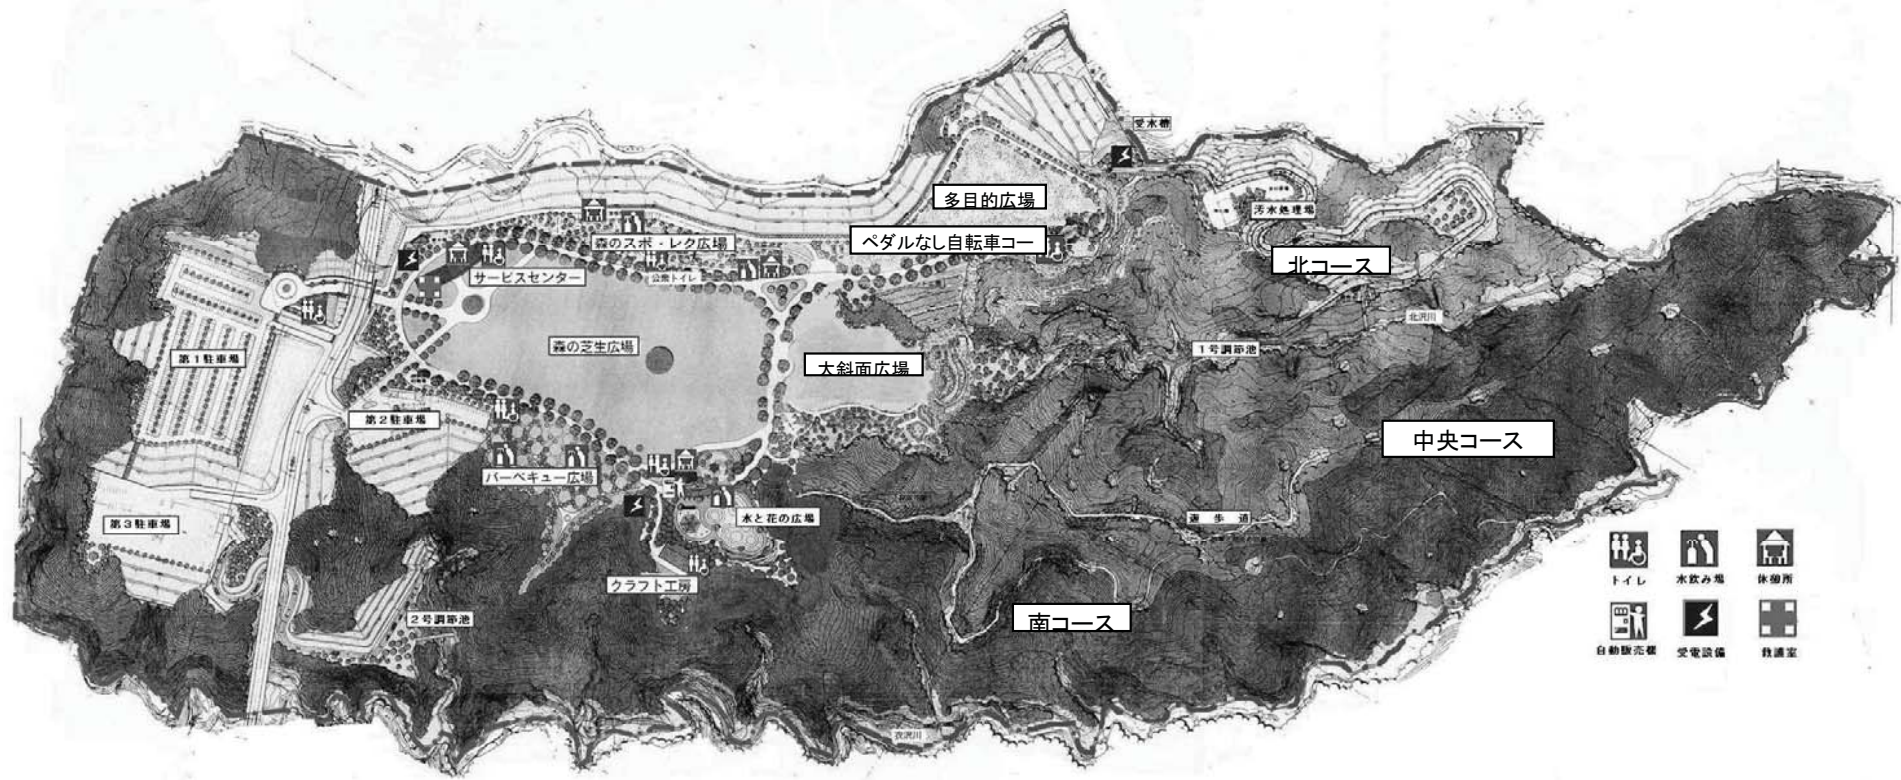 受水槽
多目的広場
汚水処理場
森のスポ・レク広場
ペダルなし自転車コー
北コース
サービスセンター
公衆トイレ
北沢川
森の芝生広場
1号調節池
第1駐車場
大斜面広場
第2駐車場
中央コース
バーベキュー広場
水と花の広場
遊歩道
第3駐車場
クラフト工房
2号調節池
南コース
トイレ
水飲み場
休憩所
自動販売機
受電設備
救護室